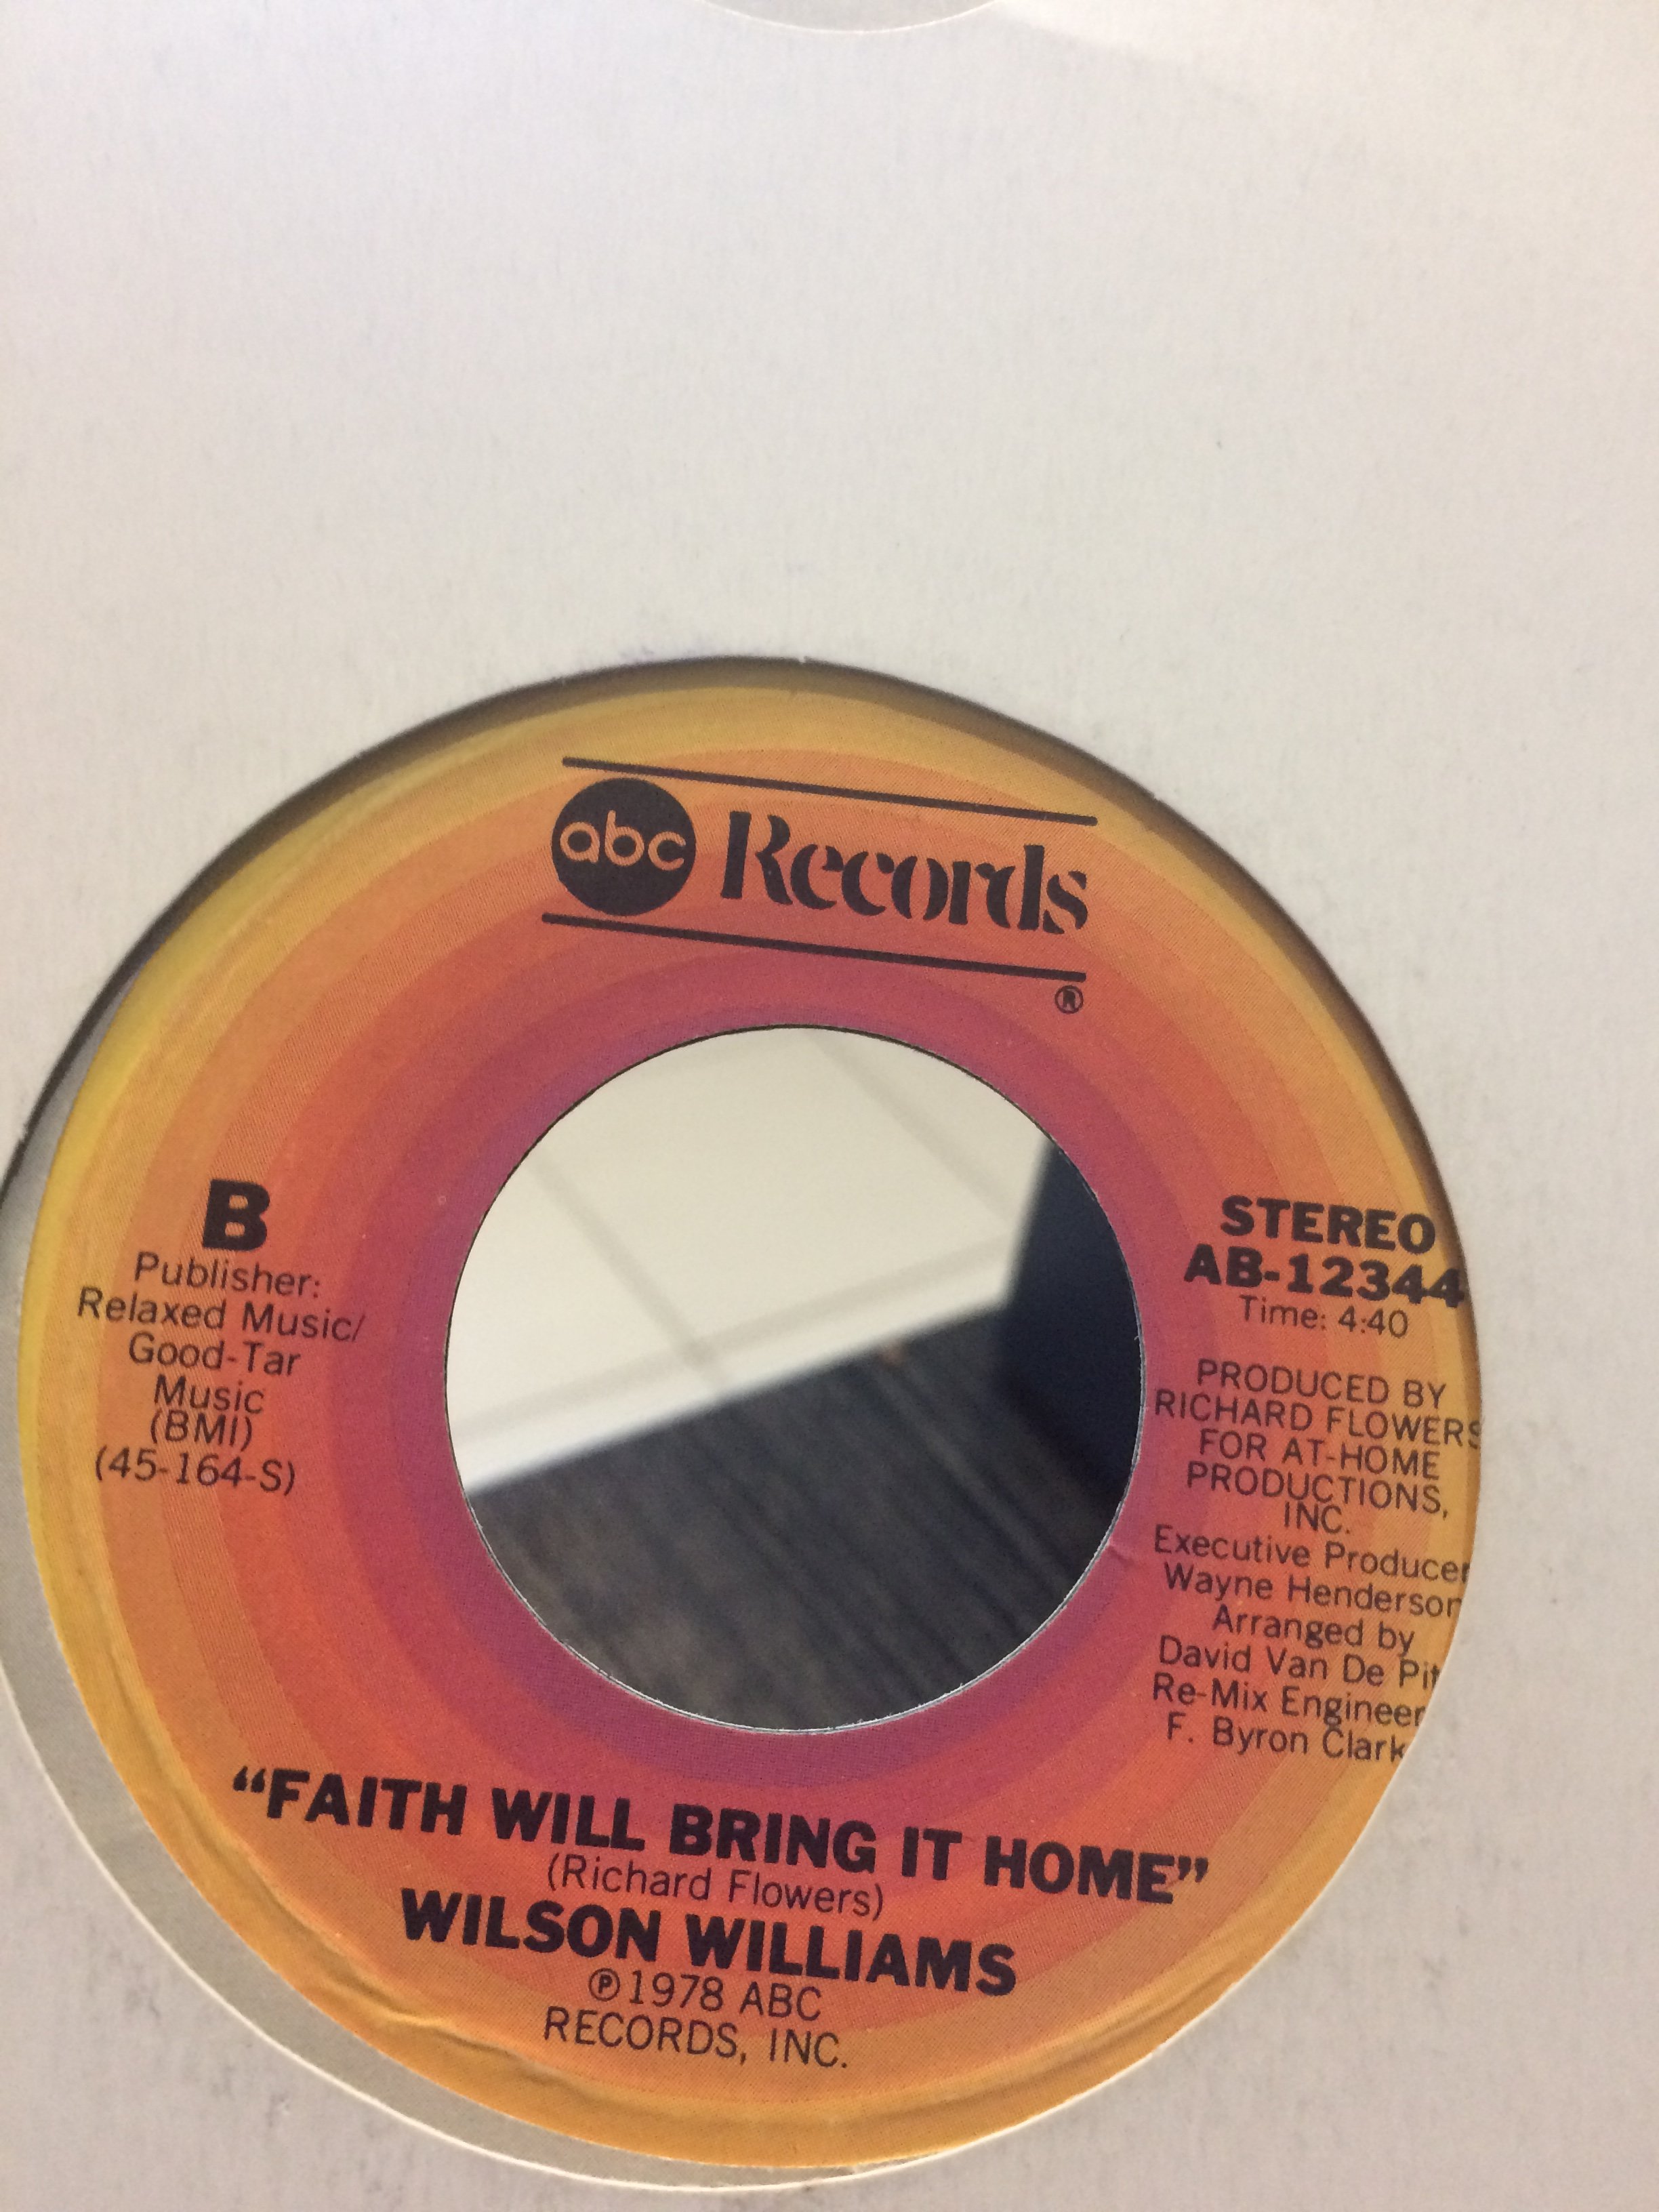 abc Records
®
B
Publisher:
Relaxed Music/
Good-Tar
Music
(BMI)
(45-164-S)
STEREO
AB-12344
Time: 4:40
PRODUCED BY
RICHARD FLOWERS
FOR AT-HOME
PRODUCTIONS,
INC.
Executive Producer
Wayne Henderson
Arranged by
David Van De Pit
Re-Mix Engineer
F. Byron Clark
“FAITH WILL BRING IT HOME”
(Richard Flowers)
WILSON WILLIAMS
℗1978 ABC
RECORDS, INC.